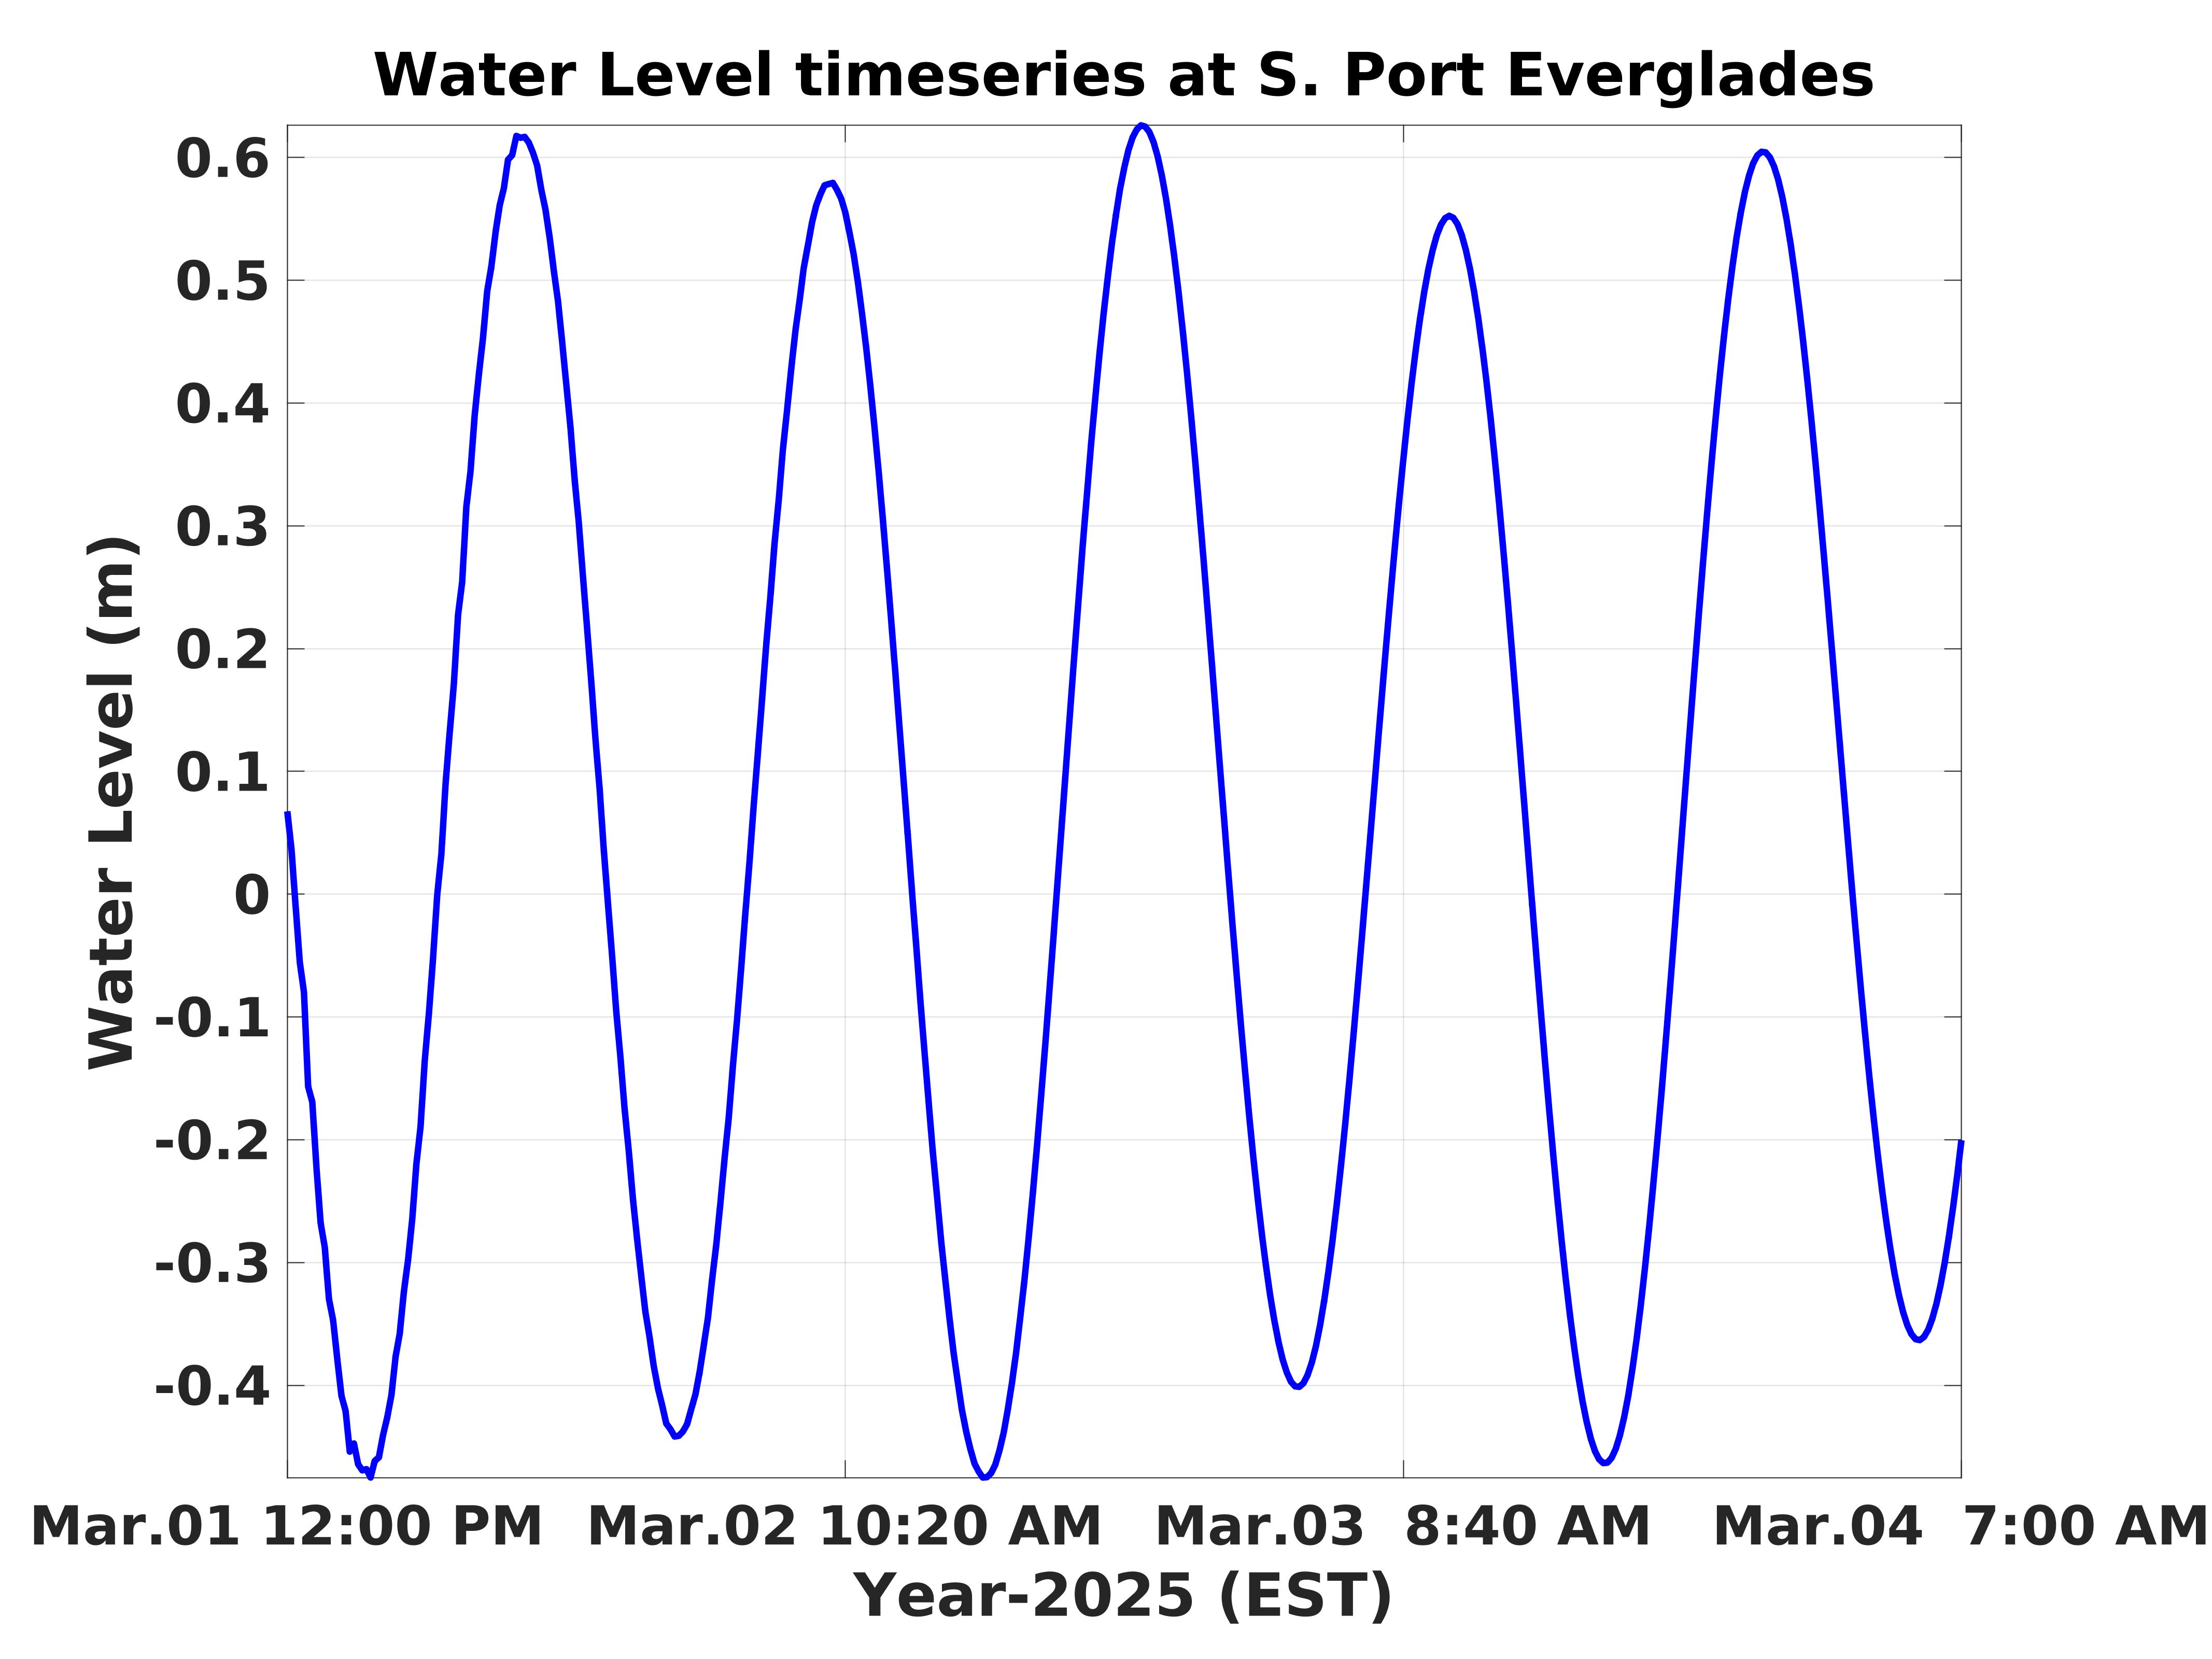 Water Level timeseries at S. Port Everglades
0.6
0.5
0.4
0.3
0.2
0.1
0
-0.1
-0.2
-0.3
-0.4
Water Level (m)
Mar.01 12:00 PM Mar.02 10:20 AM Mar.03 8:40 AM Mar.04 7:00 AM
Year-2025 (EST)